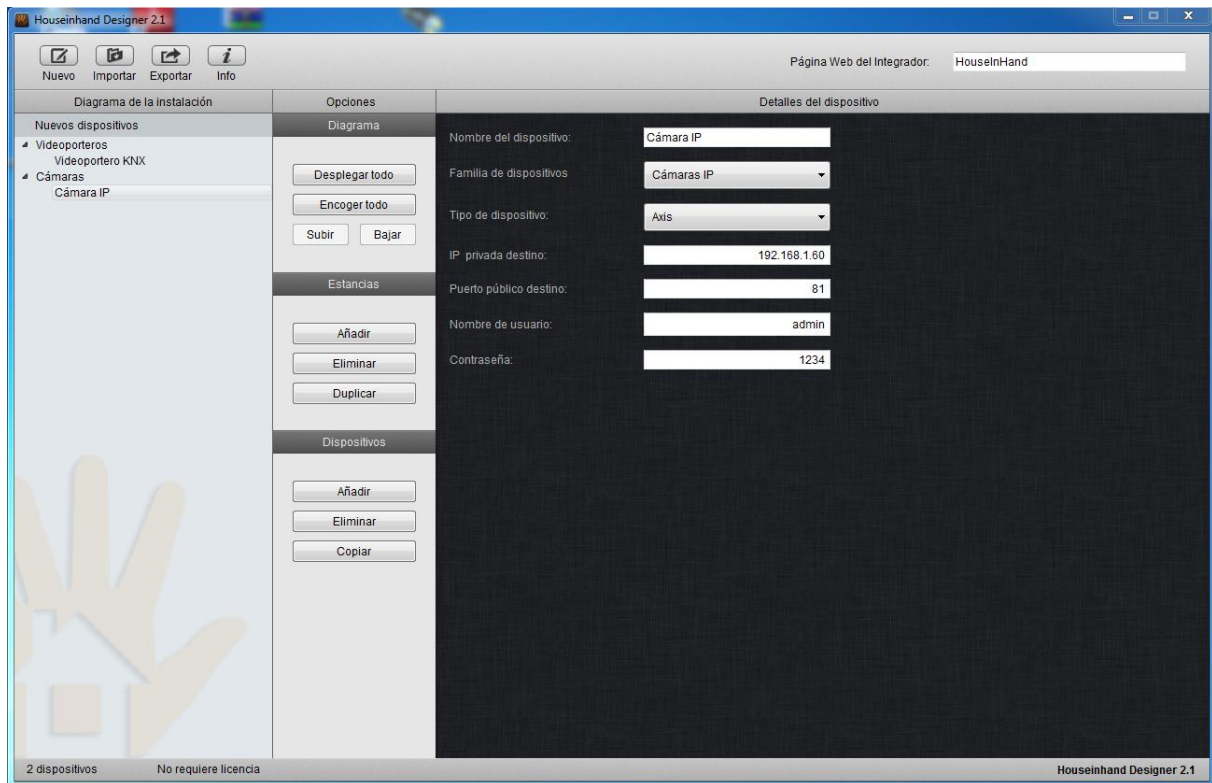 Houseinhand Designer 2.1
Nuevo Importar Exportar Info
Página Web del Integrador: HouseInHand
Diagrama de la instalación
Opciones
Detalles del dispositivo
Nuevos dispositivos
Videoporteros
Videoportero KNX
Cámaras
Cámara IP
Diagrama
Desplegar todo
Encoger todo
Subir Bajar
Estancias
Añadir
Eliminar
Duplicar
Dispositivos
Añadir
Eliminar
Copiar
Nombre del dispositivo: Cámara IP
Familia de dispositivos Cámaras IP
Tipo de dispositivo: Axis
IP privada destino: 192.168.1.60
Puerto público destino: 81
Nombre de usuario: admin
Contraseña: 1234
2 dispositivos No requiere licencia Houseinhand Designer 2.1